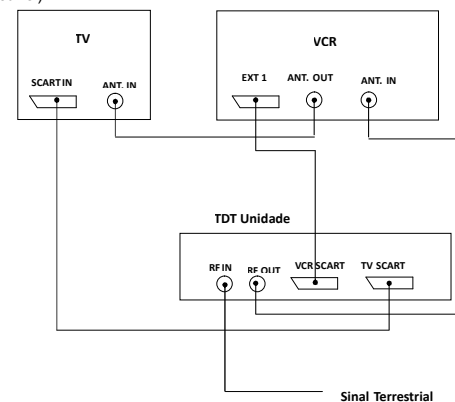 TV
VCR
SCART IN
ANT. IN
EXT 1
ANT. OUT
ANT. IN
TDT Unidade
RF IN
RF OUT
VCR SCART
TV SCART
Sinal Terrestrial